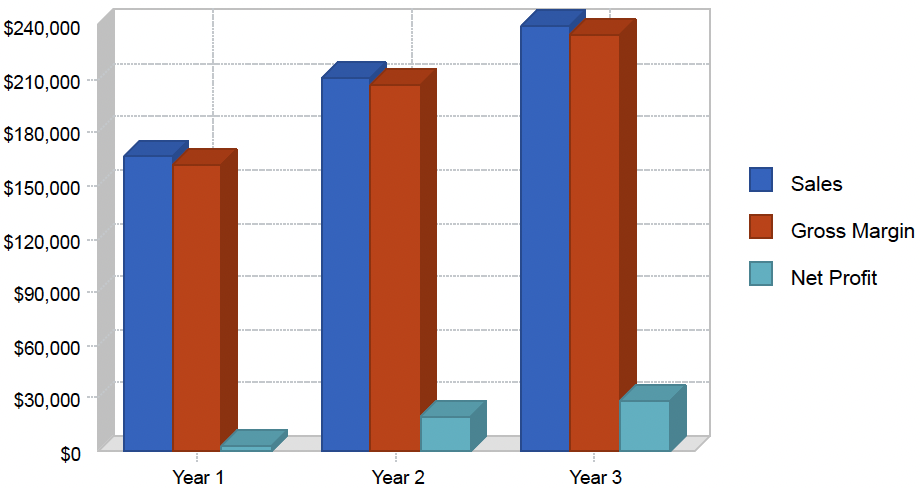 $240,000
$210,000
$180,000
$150,000
$120,000
$90,000
$60,000
$30,000
$0
Year 1
Year 2
Year 3
Sales
Gross Margin
Net Profit